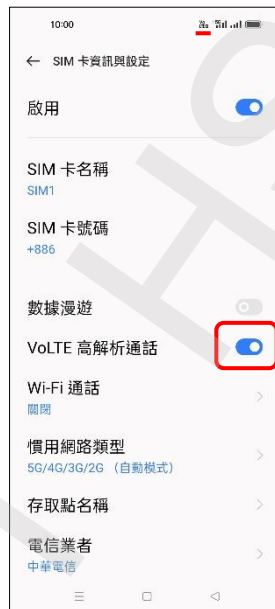 10:00
← SIM 卡資訊與設定
啟用
SIM 卡名稱
SIM1
SIM 卡號碼
+886
數據漫遊
VoLTE 高解析通話
Wi-Fi 通話
關閉
慣用網路類型
5G/4G/3G/2G （自動模式）
存取點名稱
電信業者
中華電信